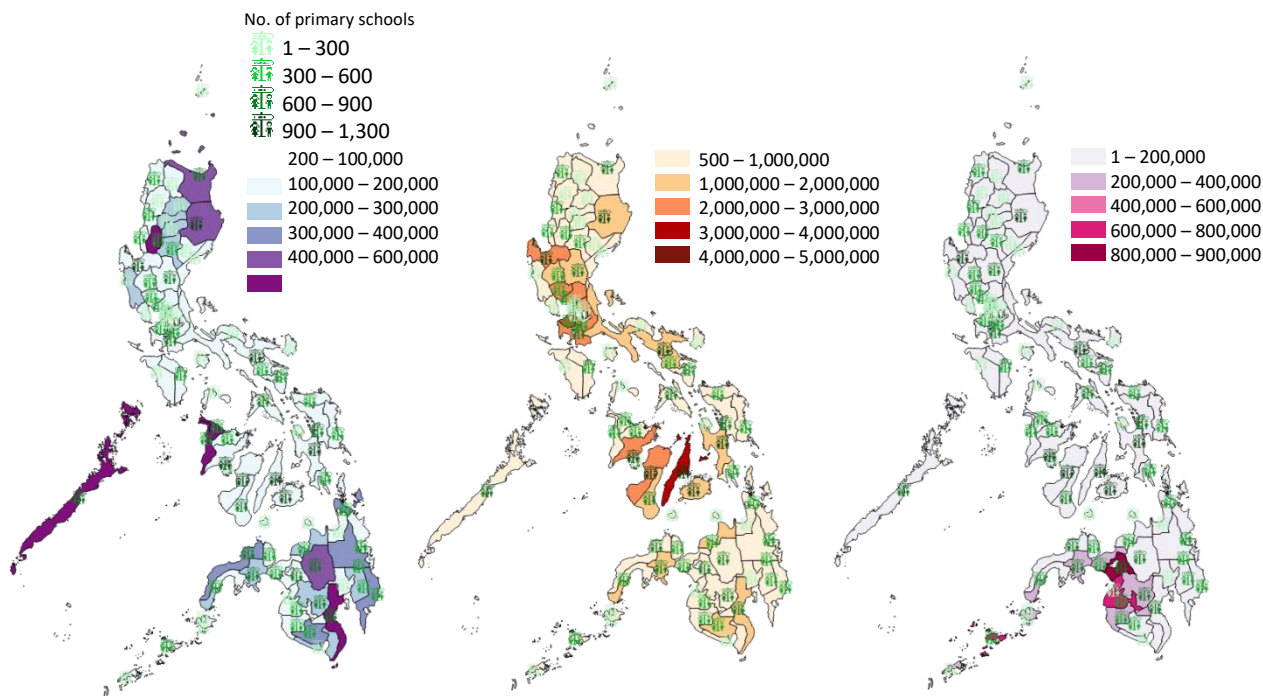 No. of primary schools
1 – 300
300 – 600
600 – 900
900 – 1,300
200 – 100,000
100,000 – 200,000
200,000 – 300,000
300,000 – 400,000
400,000 – 600,000
500 – 1,000,000
1,000,000 – 2,000,000
2,000,000 – 3,000,000
3,000,000 – 4,000,000
4,000,000 – 5,000,000
1 – 200,000
200,000 – 400,000
400,000 – 600,000
600,000 – 800,000
800,000 – 900,000